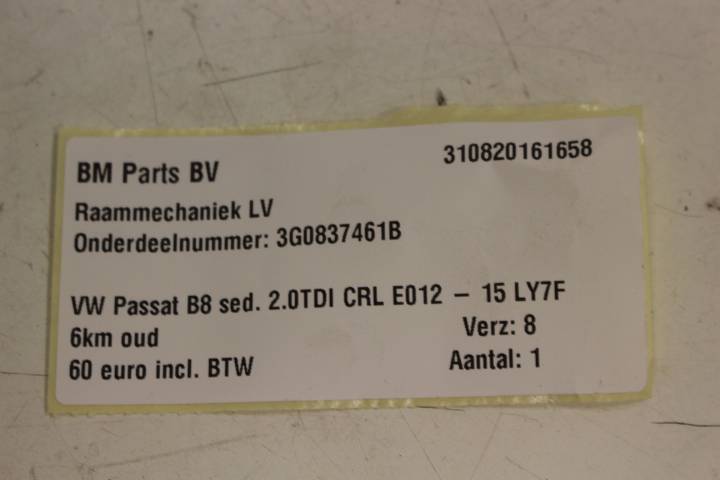 BM Parts BV 310820161658
Raammechaniek LV
Onderdeelnummer: 3G0837461B
VW Passat B8 sed. 2.0TDI CRL E012 – 15 LY7F
6km oud Verz: 8
60 euro incl. BTW Aantal: 1